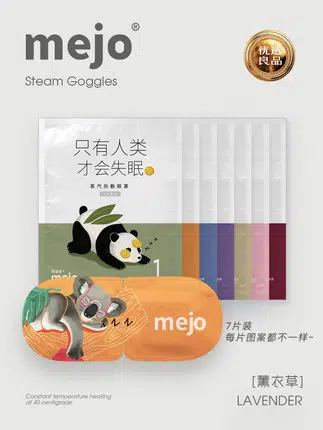 mejo®
Steam Goggles
优选
良品
只有人类
才会失眠
蒸汽热敷眼罩
mejo
1
mejo
7片装
每片图案都不一样~
Constant temperature heating
at 40 centigrade
[薰衣草]
LAVENDER